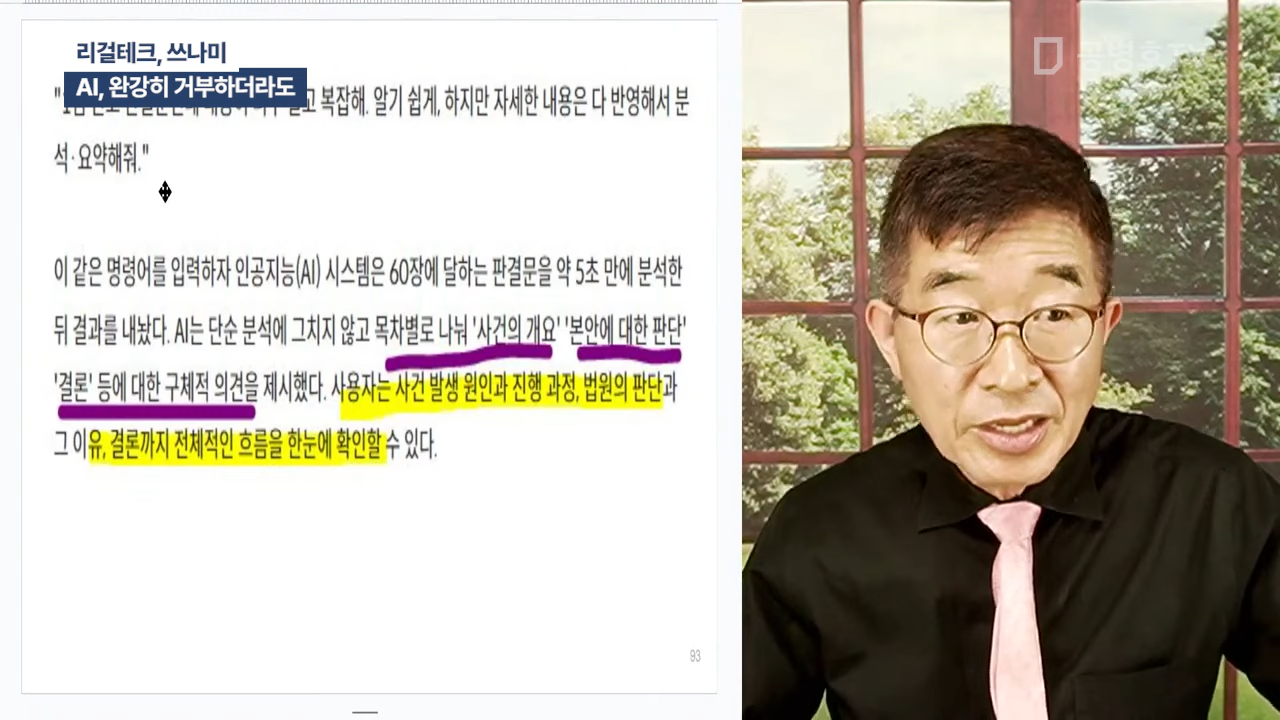 리걸테크, 쓰나미
AI, 완강히 거부하더라도
복잡해. 알기 쉽게, 하지만 자세한 내용은 다 반영해서 분
석·요약해줘."
이 같은 명령어를 입력하자 인공지능(AI) 시스템은 60장에 달하는 판결문을 약 5초 만에 분석한
뒤 결과를 내놨다. AI는 단순 분석에 그치지 않고 목차별로 나눠 '사건의 개요' '본안에 대한 판단'
'결론' 등에 대한 구체적 의견을 제시했다. 사용자는 사건 발생 원인과 진행 과정, 법원의 판단과
그 이유, 결론까지 전체적인 흐름을 한눈에 확인할 수 있다.
93